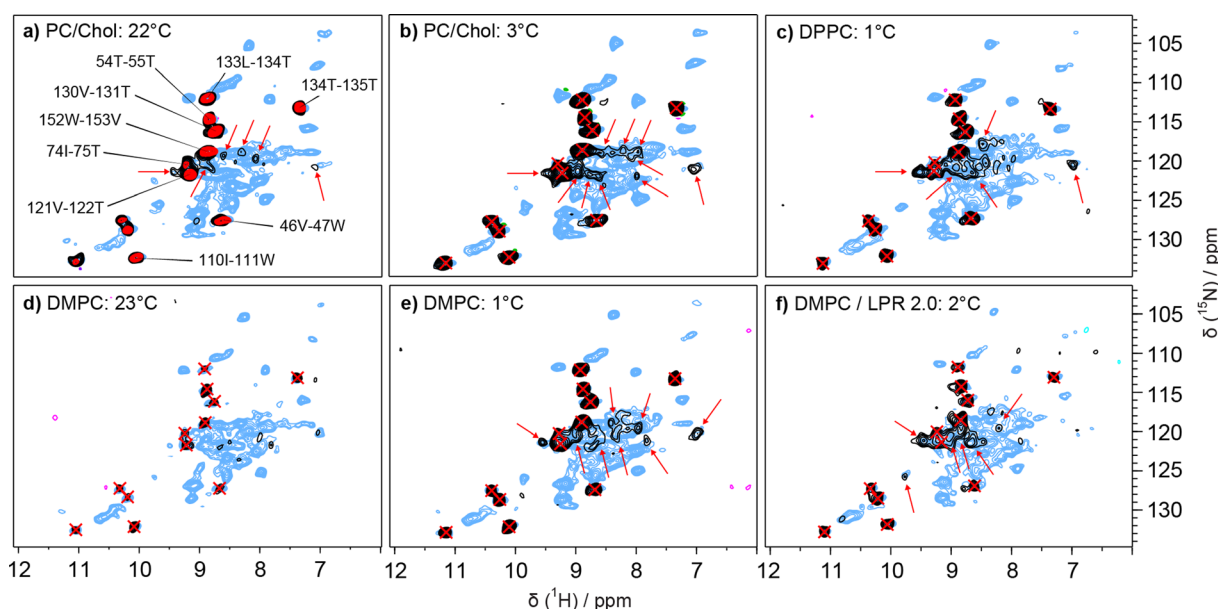 a) PC/Chol: 22°C
54T-55T
133L-134T
130V-131T
134T-135T
152W-153V
74I-75T
121V-122T
46V-47W
110I-111W
b) PC/Chol: 3°C
c) DPPC: 1°C
105
110
115
120
125
130
d) DMPC: 23°C
e) DMPC: 1°C
f) DMPC / LPR 2.0: 2°C
105
110
115
120
125
130
δ (¹⁵N) / ppm
12 11 10 9 8 7
12 11 10 9 8 7
12 11 10 9 8 7
δ (¹H) / ppm